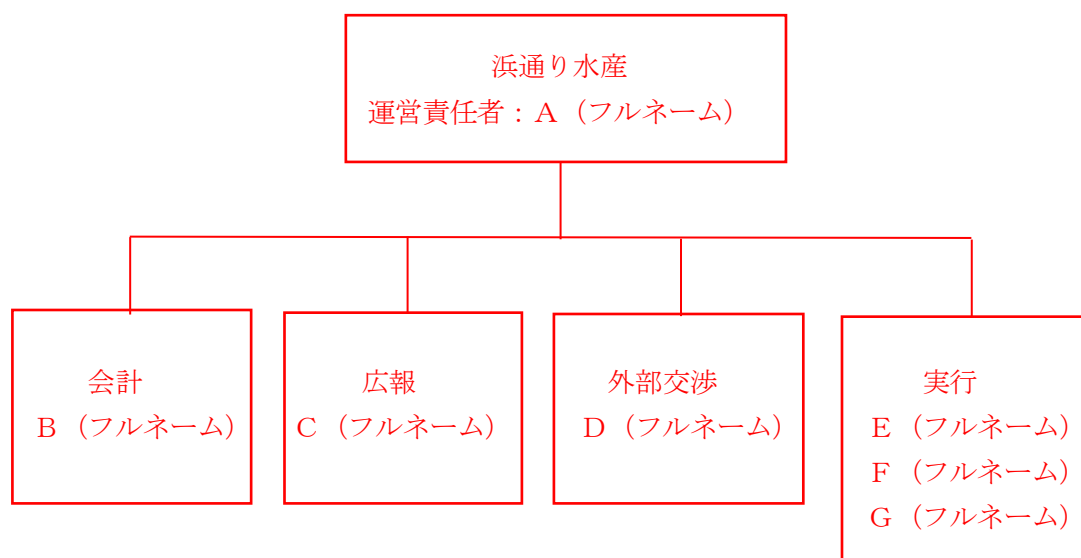 浜通り水産
運営責任者：A（フルネーム）
会計
B（フルネーム）
広報
C（フルネーム）
外部交渉
D（フルネーム）
実行
E（フルネーム）
F（フルネーム）
G（フルネーム）